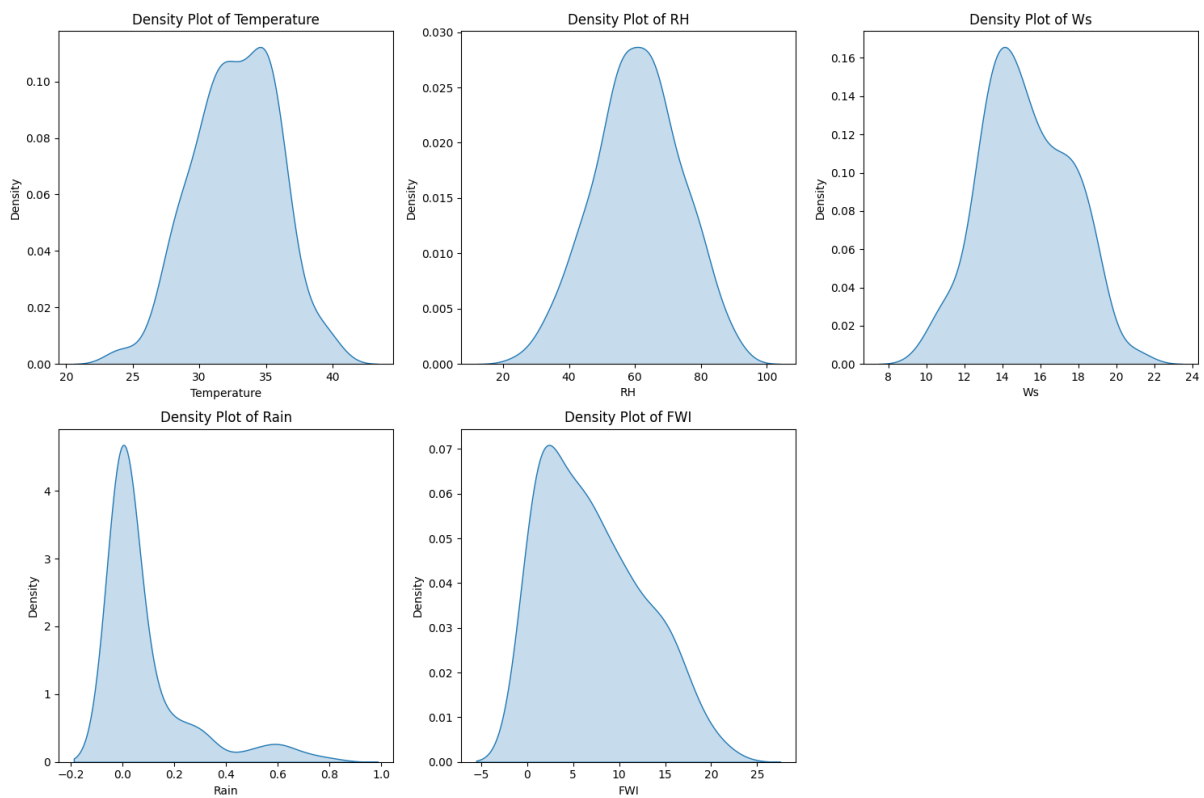 Density Plot of Temperature
Density
0.10
0.08
0.06
0.04
0.02
0.00
20 25 30 35 40
Temperature
Density Plot of RH
Density
0.030
0.025
0.020
0.015
0.010
0.005
0.000
20 40 60 80 100
RH
Density Plot of Ws
Density
0.16
0.14
0.12
0.10
0.08
0.06
0.04
0.02
0.00
8 10 12 14 16 18 20 22 24
Ws
Density Plot of Rain
Density
4
3
2
1
0
−0.2 0.0 0.2 0.4 0.6 0.8 1.0
Rain
Density Plot of FWI
Density
0.07
0.06
0.05
0.04
0.03
0.02
0.01
0.00
−5 0 5 10 15 20 25
FWI